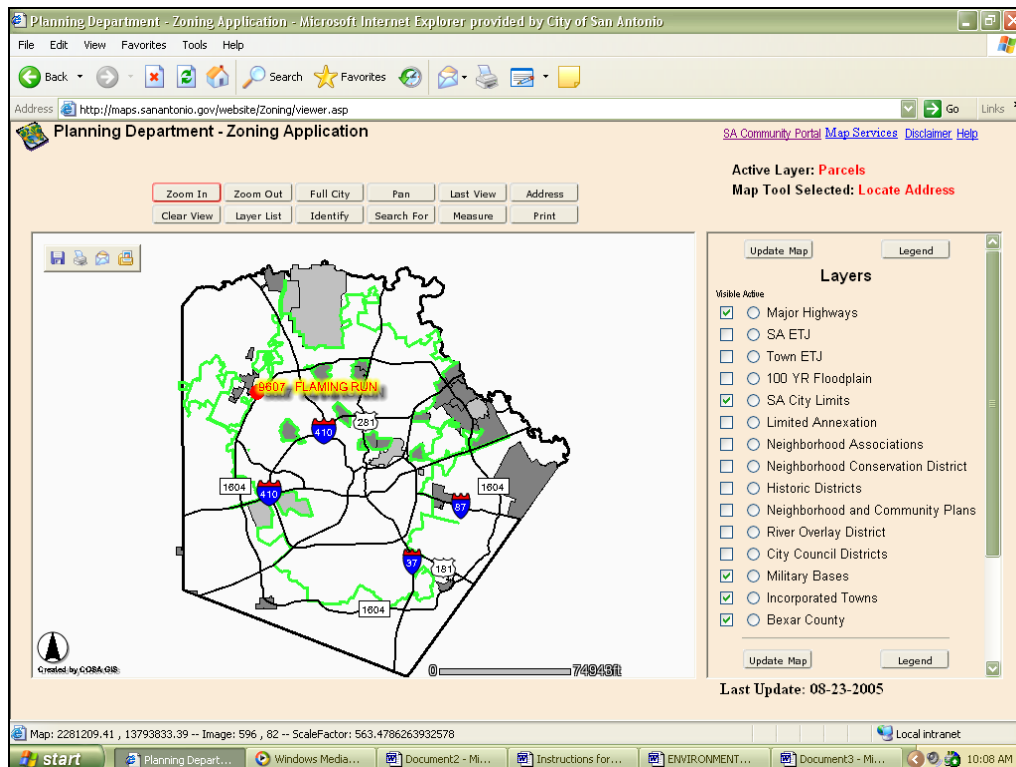 Planning Department - Zoning Application - Microsoft Internet Explorer provided by City of San Antonio
File Edit View Favorites Tools Help
Back Search Favorites
Address http://maps.sanantonio.gov/website/Zoning/viewer.asp Go Links
Planning Department - Zoning Application
SA Community Portal Map Services Disclaimer Help
Active Layer: Parcels
Map Tool Selected: Locate Address
Zoom In Zoom Out Full City Pan Last View Address
Clear View Layer List Identify Search For Measure Print
Update Map Legend
Layers
Visible Active
Major Highways
SA ETJ
Town ETJ
100 YR Floodplain
SA City Limits
Limited Annexation
Neighborhood Associations
Neighborhood Conservation District
Historic Districts
Neighborhood and Community Plans
River Overlay District
City Council Districts
Military Bases
Incorporated Towns
Bexar County
Update Map Legend
Last Update: 08-23-2005
9607 FLAMING RUN
281
410
1604
410
1604
87
37
181
1604
Created by COSA GIS
0 74943ft
Map: 2281209.41 , 13793833.39 -- Image: 596 , 82 -- ScaleFactor: 563.4786263932578
Local intranet
start Planning Depart... Windows Media... Document2 - Mi... Instructions for... ENVIRONMENT... Document3 - Mi... 10:08 AM